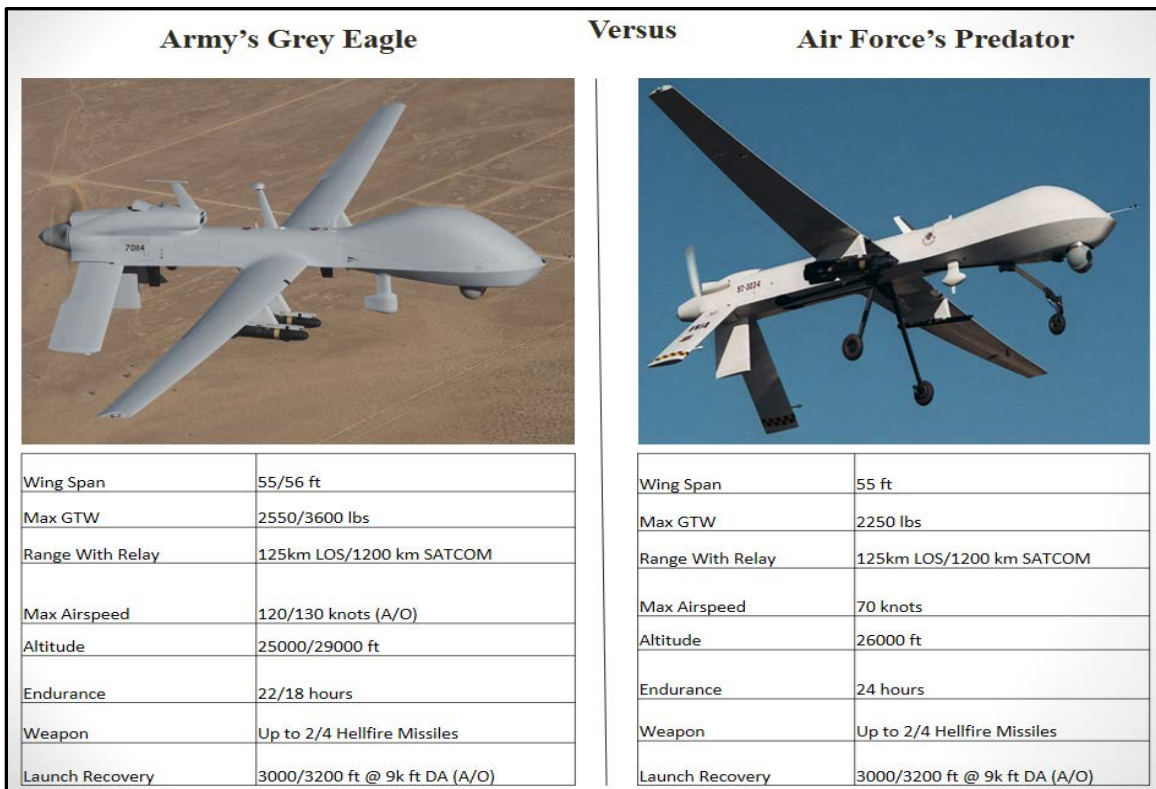 Army's Grey Eagle
Versus
Air Force's Predator
70114
Wing Span 55/56 ft
Max GTW 2550/3600 lbs
Range With Relay 125km LOS/1200 km SATCOM
Max Airspeed 120/130 knots (A/O)
Altitude 25000/29000 ft
Endurance 22/18 hours
Weapon Up to 2/4 Hellfire Missiles
Launch Recovery 3000/3200 ft @ 9k ft DA (A/O)
Wing Span 55 ft
Max GTW 2250 lbs
Range With Relay 125km LOS/1200 km SATCOM
Max Airspeed 70 knots
Altitude 26000 ft
Endurance 24 hours
Weapon Up to 2/4 Hellfire Missiles
Launch Recovery 3000/3200 ft @ 9k ft DA (A/O)